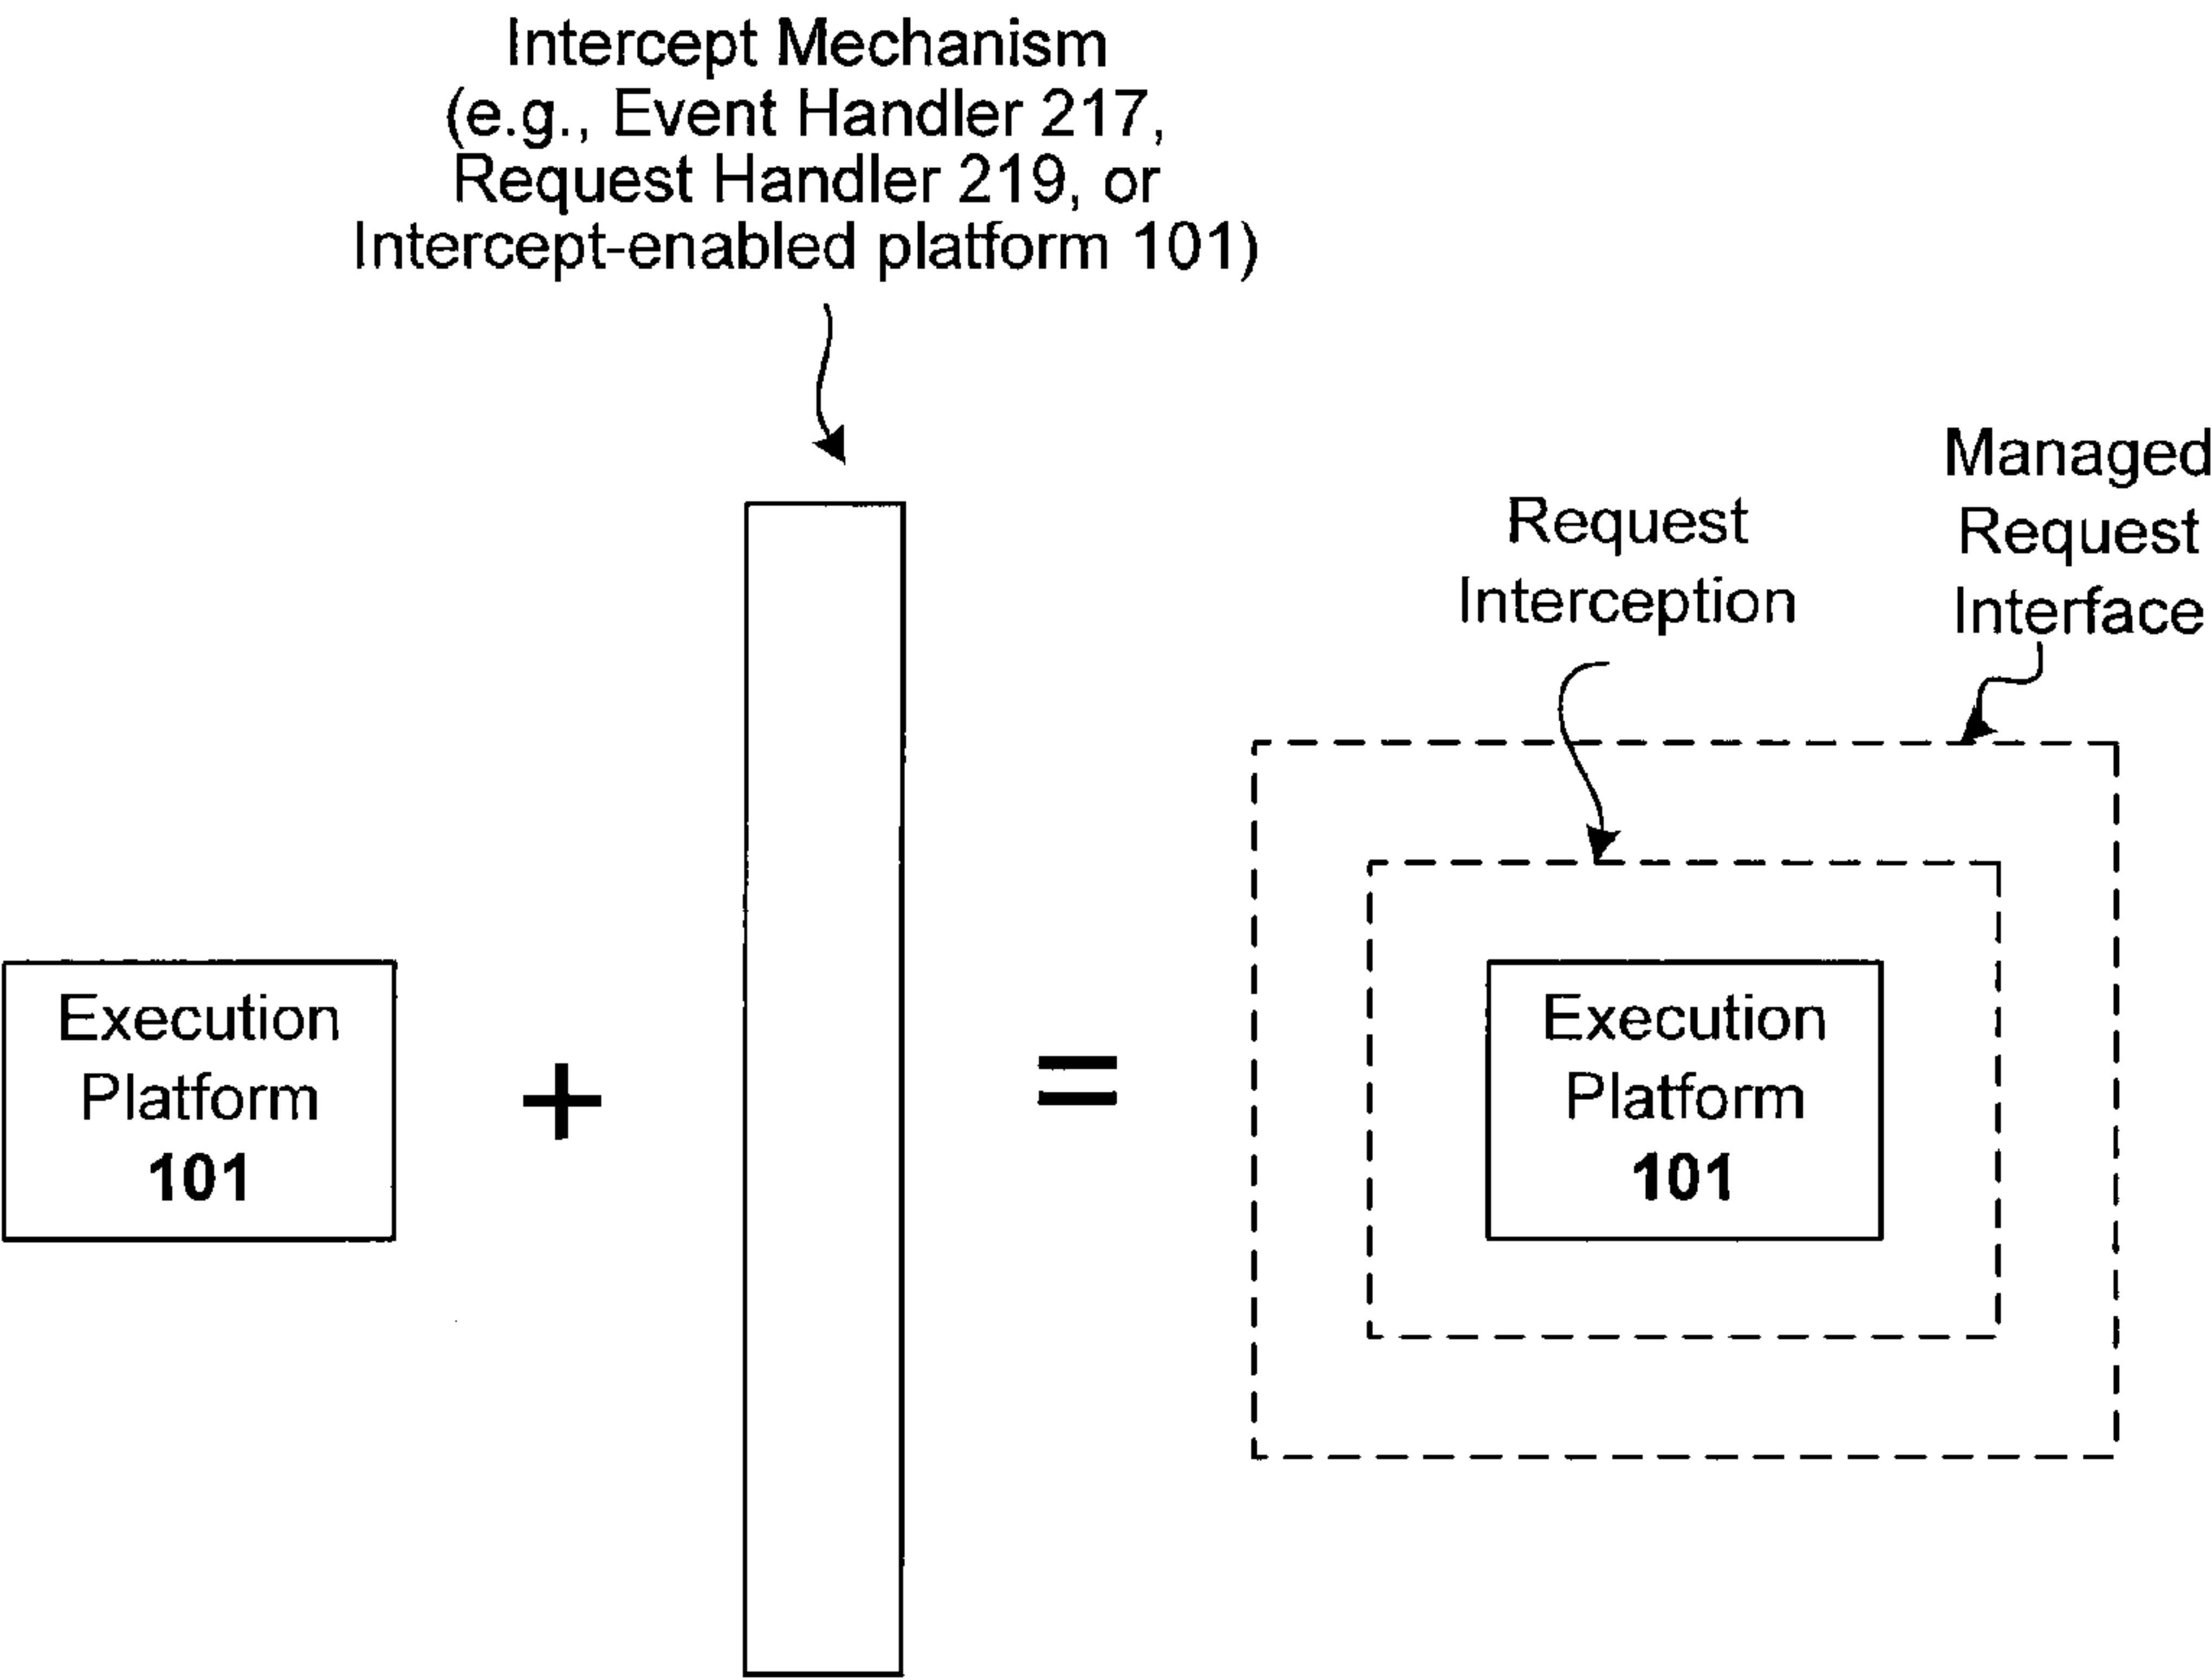 Intercept Mechanism
(e.g., Event Handler 217,
Request Handler 219, or
Intercept-enabled platform 101)
Managed
Request
Interface
Request
Interception
Execution
Platform
101
+
=
Execution
Platform
101